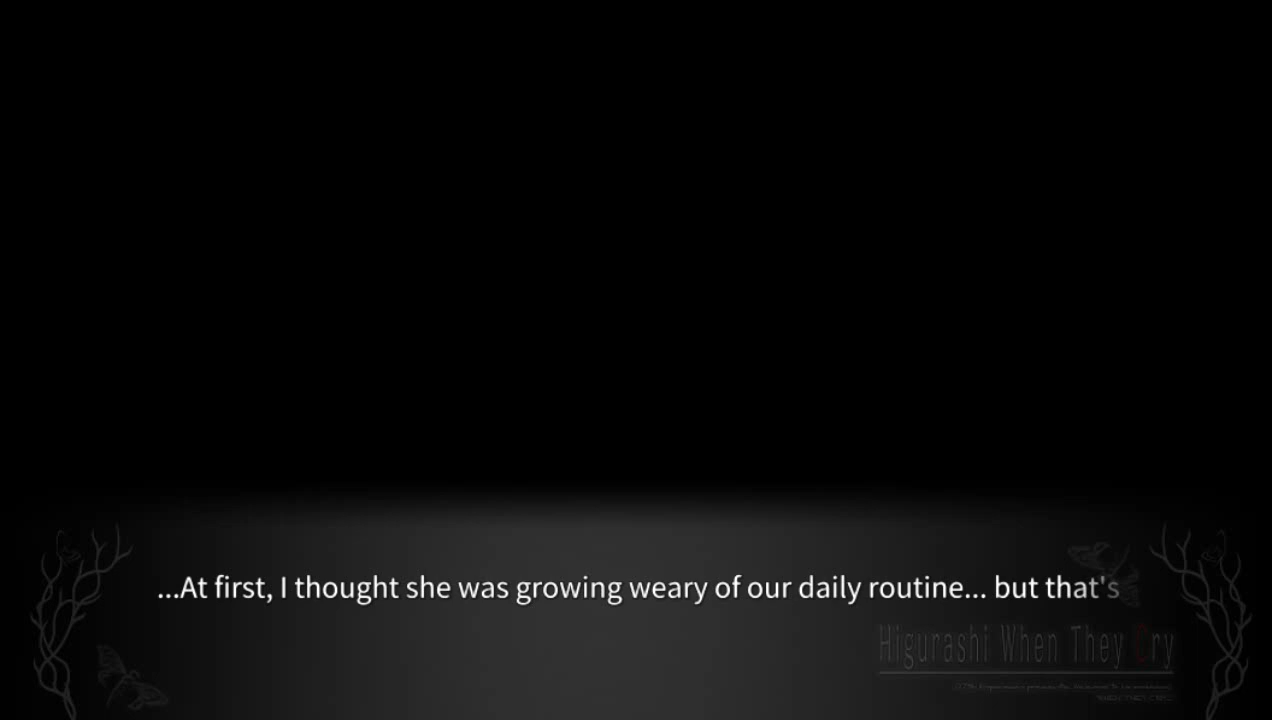 ...At first, I thought she was growing weary of our daily routine... but that's
Higurashi When They Cry